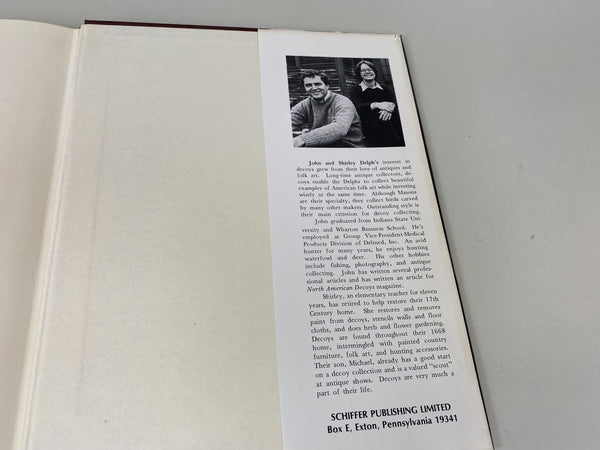 John and Shirley Delph's interest in
decoys grew from their love of antiques and
folk art. Long-time antique collectors, de-
coys enable the Delphs to collect beautiful
examples of American folk art while investing
wisely at the same time. Although Masons
are their specialty, they collect birds carved
by many other makers. Outstanding style is
their main criterion for decoy collecting.
John graduated from Indiana State Uni-
versity and Wharton Business School. He's
employed as Group Vice-President-Medical
Products Division of Delmed, Inc. An avid
hunter for many years, he enjoys hunting
waterfowl and deer. His other hobbies
include fishing, photography, and antique
collecting. John has written several profes-
sional articles and has written an article for
North American Decoys magazine.
Shirley, an elementary teacher for eleven
years, has retired to help restore their 17th
Century home. She restores and removes
paint from decoys, stencils walls and floor
cloths, and does herb and flower gardening.
Decoys are found throughout their 1668
home, intermingled with painted country
furniture, folk art, and hunting accessories.
Their son, Michael, already has a good start
on a decoy collection and is a valued "scout"
at antique shows. Decoys are very much a
part of their life.
SCHIFFER PUBLISHING LIMITED
Box E, Exton, Pennsylvania 19341